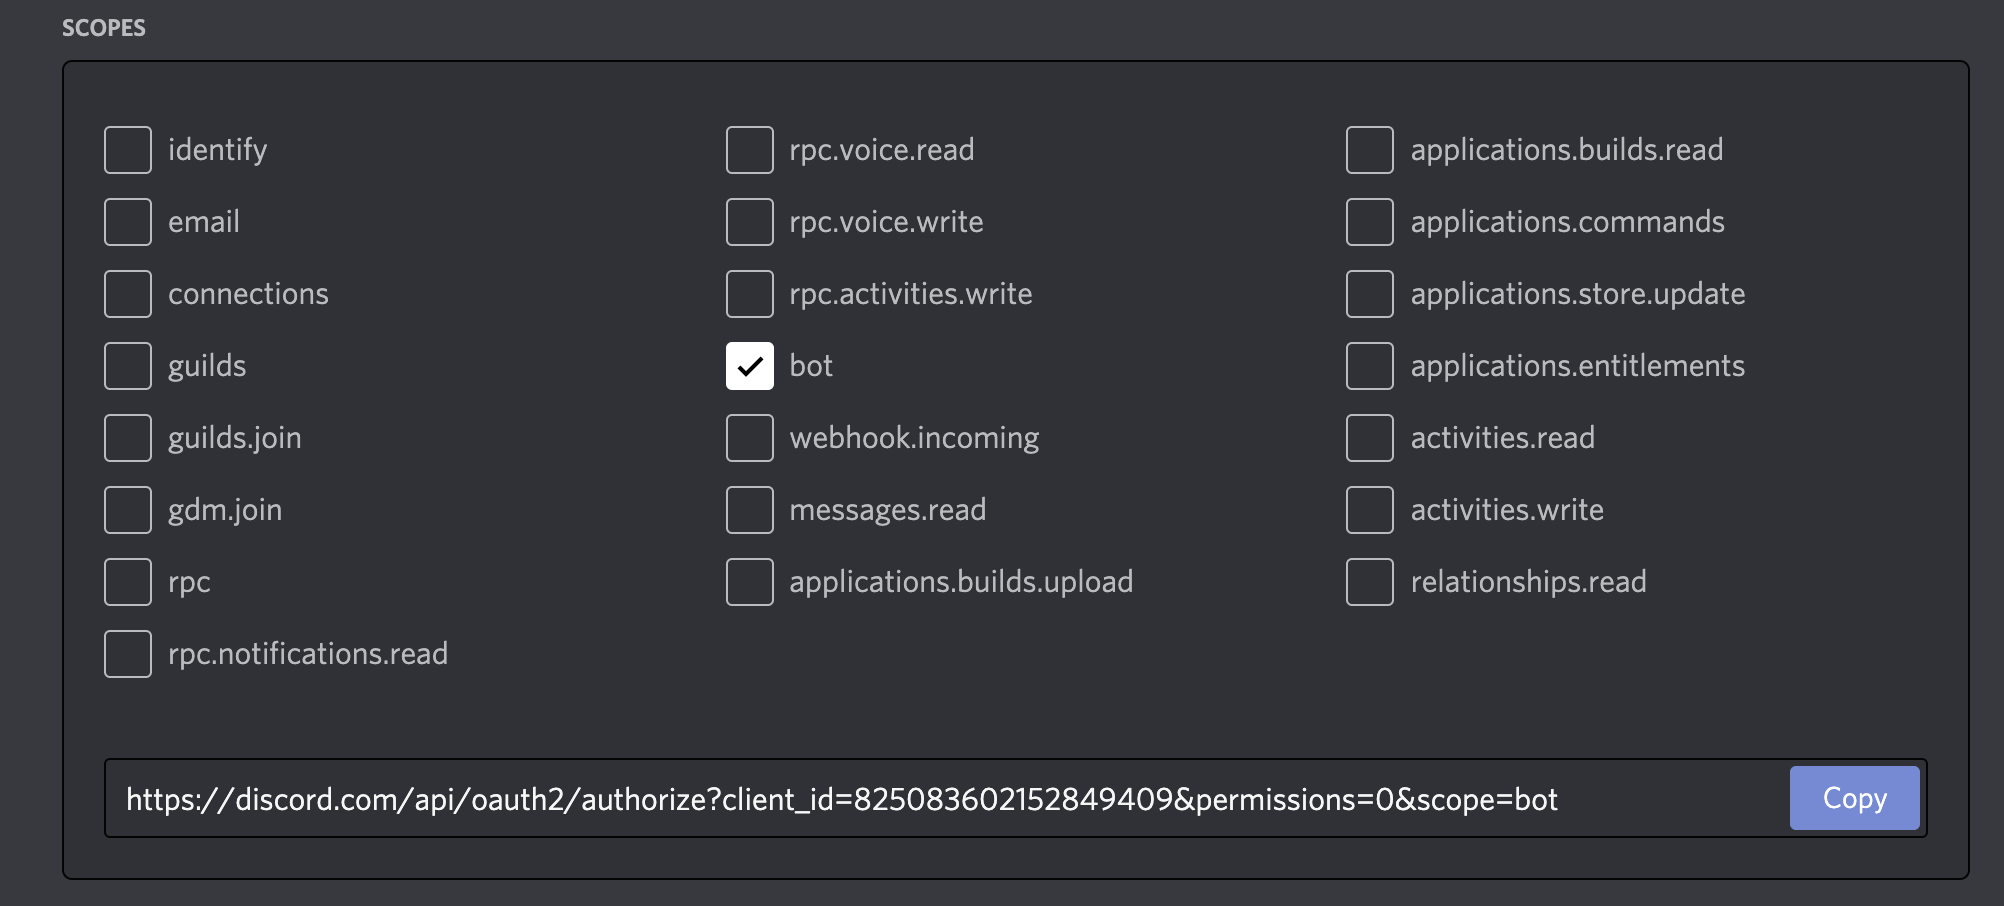 SCOPES
identify
email
connections
guilds
guilds.join
gdm.join
rpc
rpc.notifications.read
rpc.voice.read
rpc.voice.write
rpc.activities.write
bot
webhook.incoming
messages.read
applications.builds.upload
applications.builds.read
applications.commands
applications.store.update
applications.entitlements
activities.read
activities.write
relationships.read
https://discord.com/api/oauth2/authorize?client_id=825083602152849409&permissions=0&scope=bot
Copy